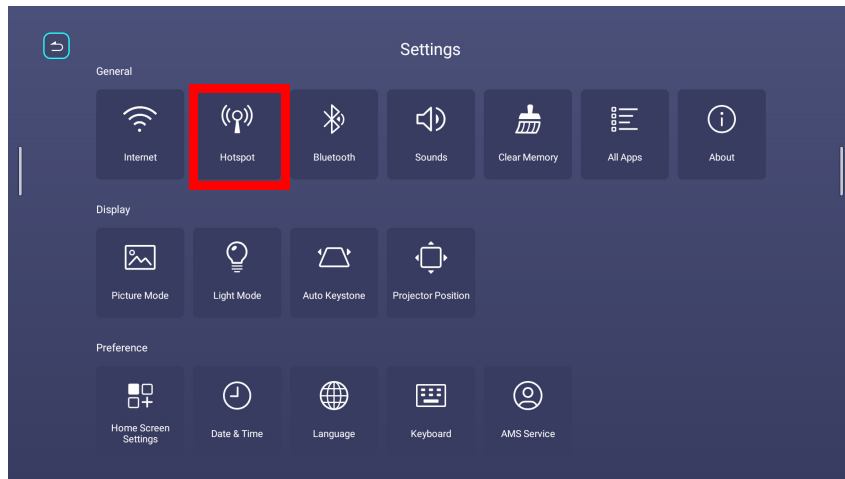 Settings
General
Internet
Hotspot
Bluetooth
Sounds
Clear Memory
All Apps
About
Display
Picture Mode
Light Mode
Auto Keystone
Projector Position
Preference
Home Screen
Settings
Date & Time
Language
Keyboard
AMS Service